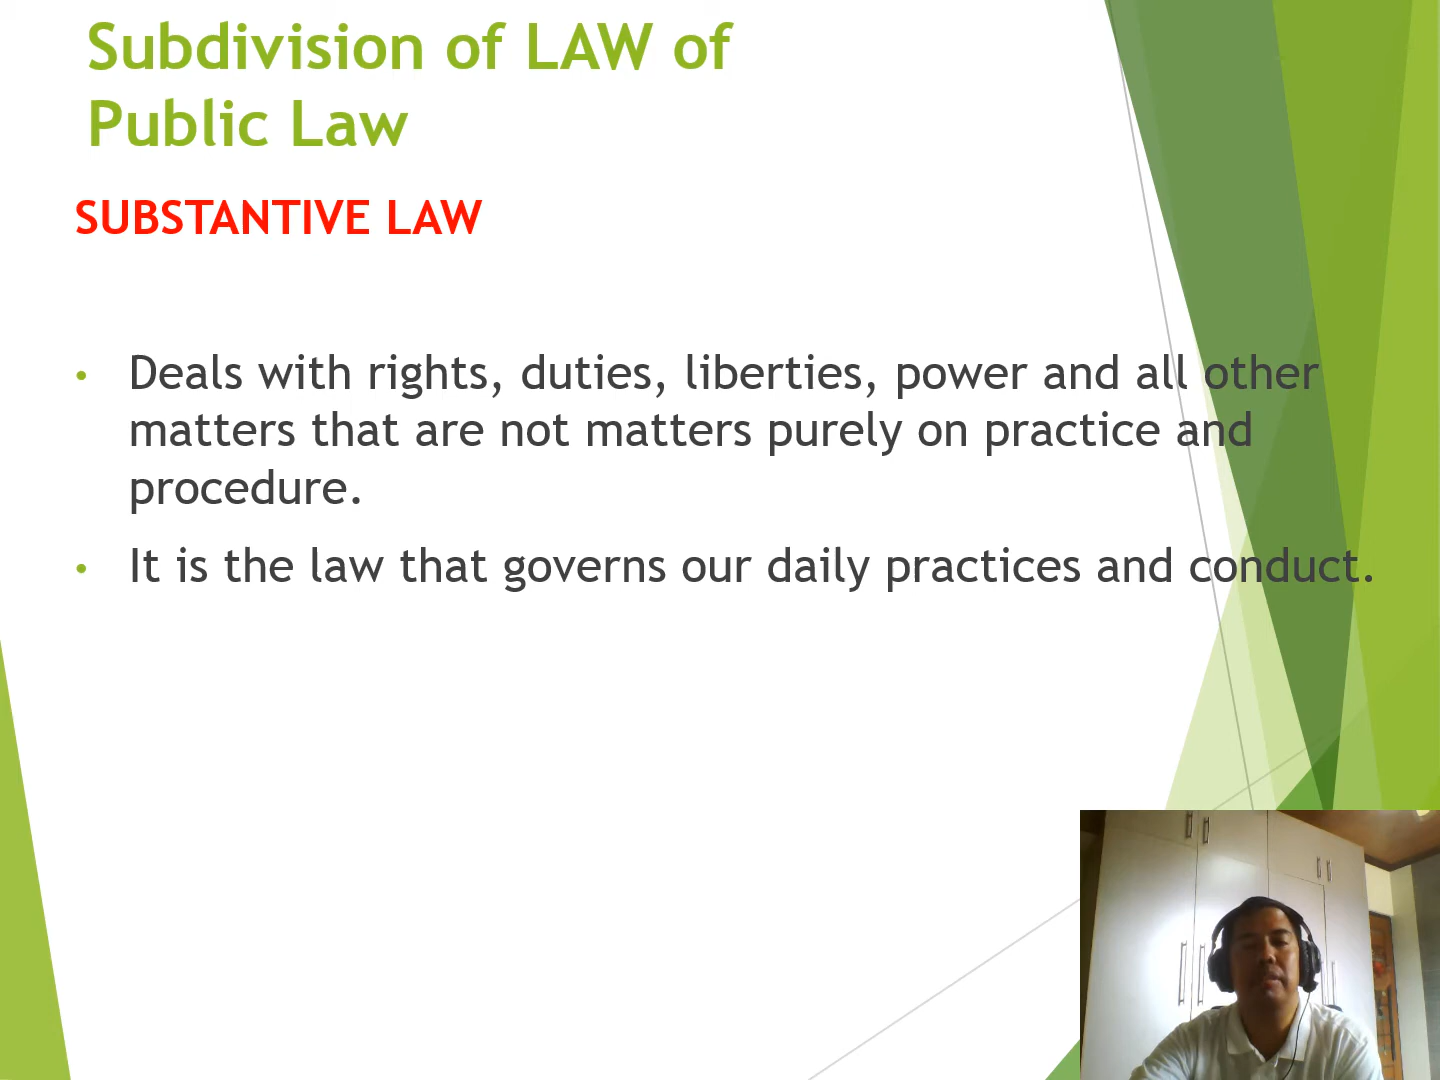 Subdivision of LAW of
Public Law
SUBSTANTIVE LAW
• Deals with rights, duties, liberties, power and all other
matters that are not matters purely on practice and
procedure.
• It is the law that governs our daily practices and conduct.